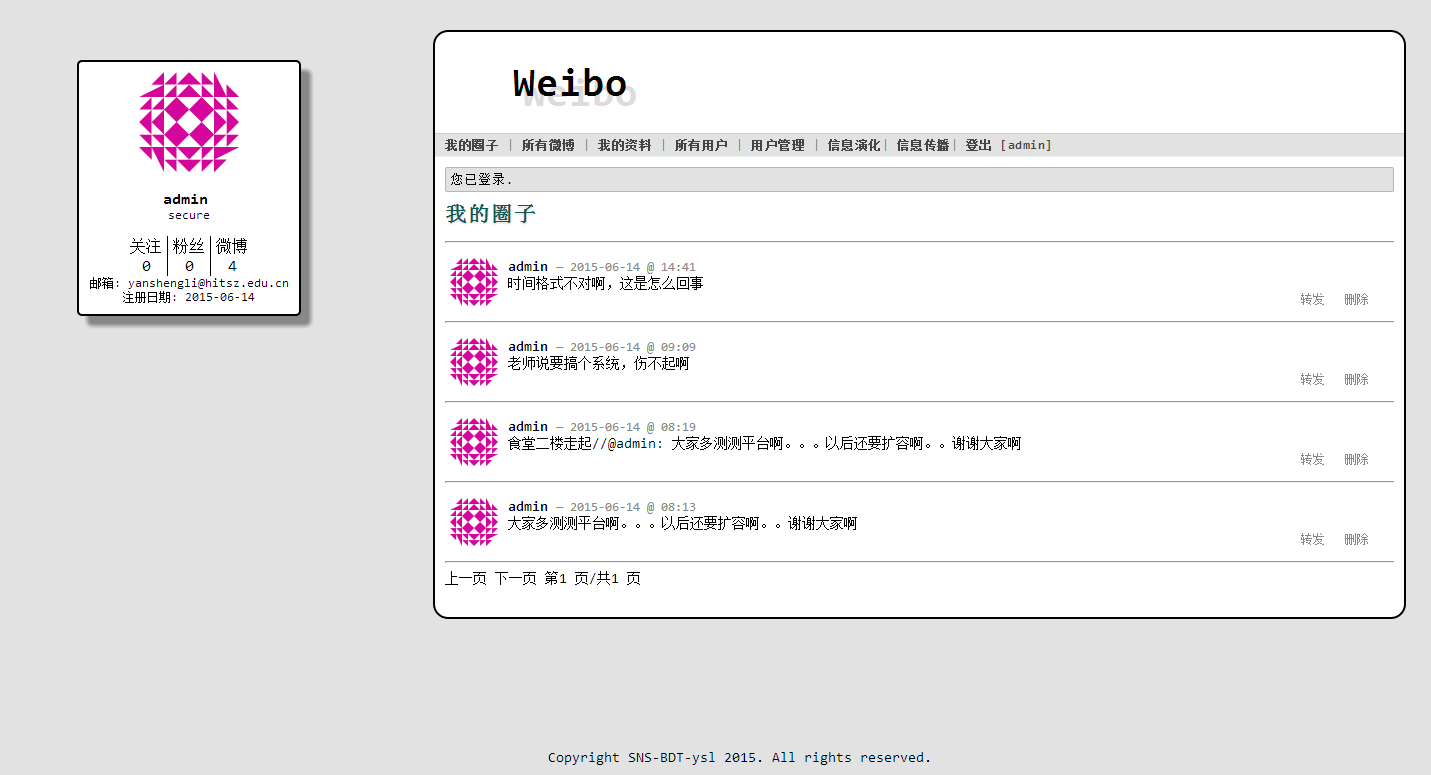 admin
secure
关注 粉丝 微博
0 0 4
邮箱: yanshengli@hitsz.edu.cn
注册日期: 2015-06-14
Weibo
我的圈子 | 所有微博 | 我的资料 | 所有用户 | 用户管理 | 信息演化| 信息传播| 登出 [admin]
您已登录.
我的圈子
admin — 2015-06-14 @ 14:41
时间格式不对啊，这是怎么回事
转发 删除
admin — 2015-06-14 @ 09:09
老师说要搞个系统，伤不起啊
转发 删除
admin — 2015-06-14 @ 08:19
食堂二楼走起//@admin: 大家多测测平台啊。。。以后还要扩容啊。。谢谢大家啊
转发 删除
admin — 2015-06-14 @ 08:13
大家多测测平台啊。。。以后还要扩容啊。。谢谢大家啊
转发 删除
上一页 下一页 第1 页/共1 页
Copyright SNS-BDT-ysl 2015. All rights reserved.